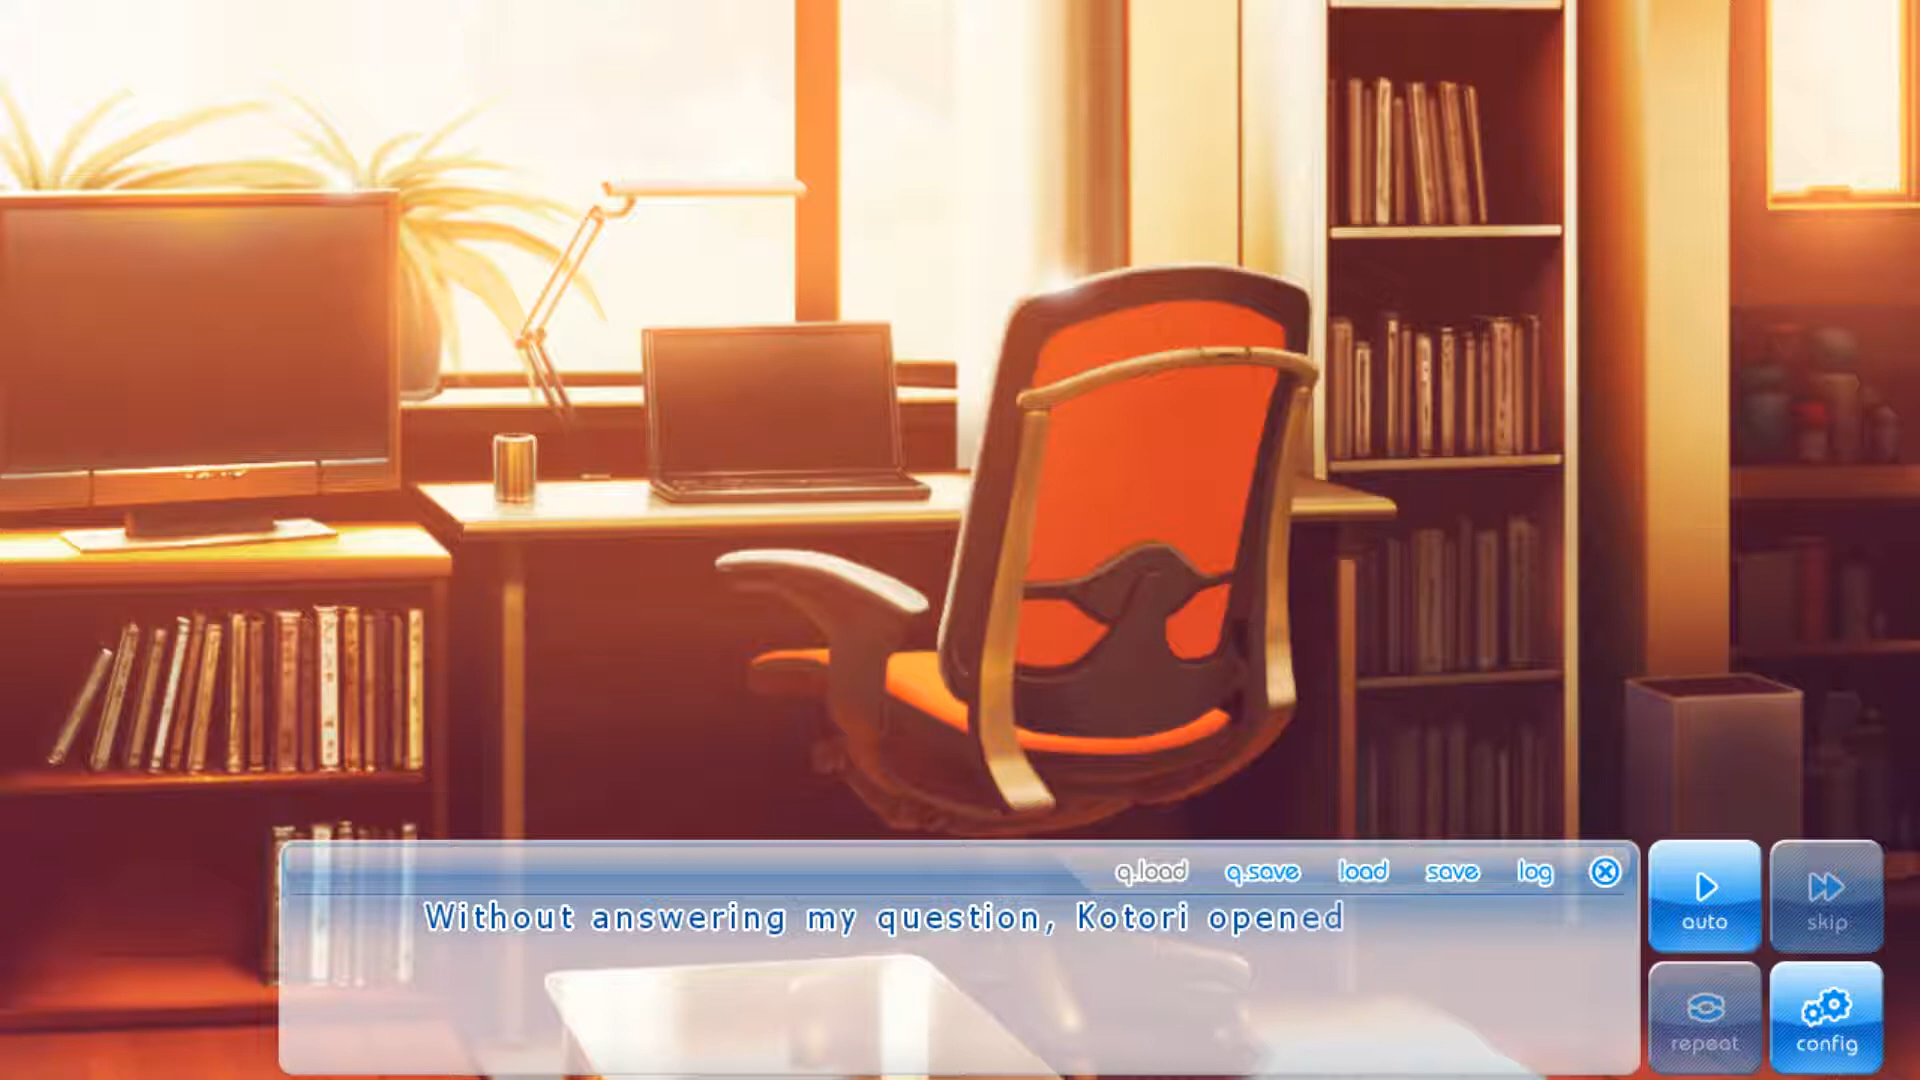 q.load q.save load save log
Without answering my question, Kotori opened
auto
skip
repeat
config